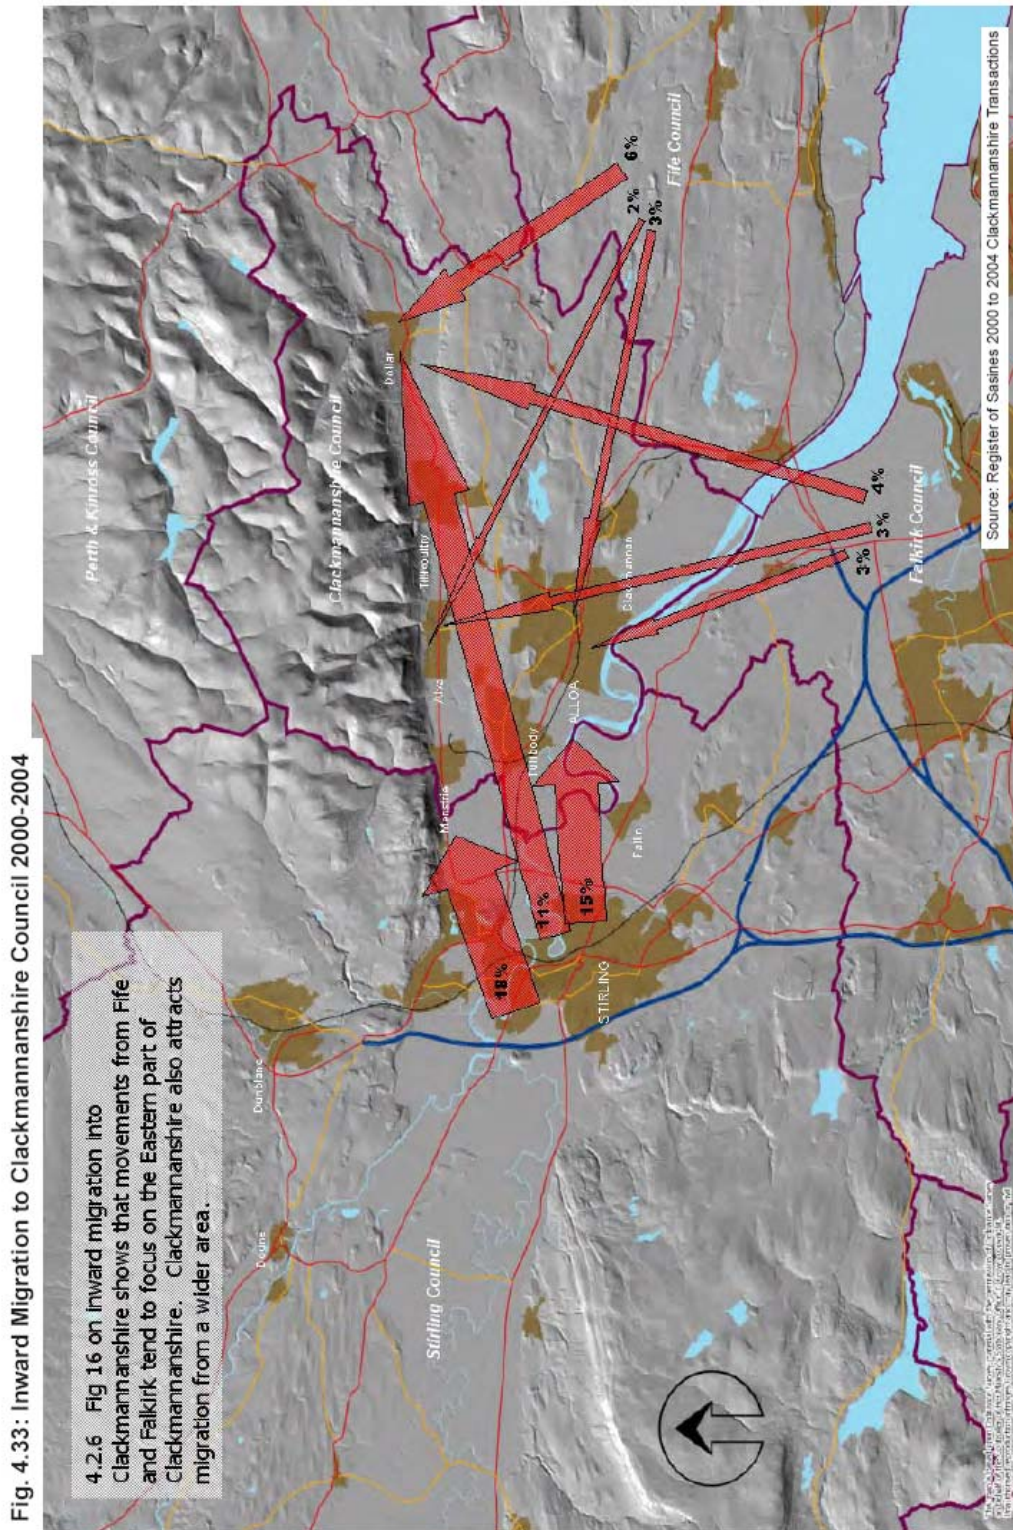 Fig. 4.33: Inward Migration to Clackmannanshire Council 2000-2004
4.2.6 Fig 16 on inward migration into
Clackmannanshire shows that movements from Fife
and Falkirk tend to focus on the Eastern part of
Clackmannanshire. Clackmannanshire also attracts
migration from a wider area.
Perth & Kinross Council
Clackmannanshire Council
Dunblane
Doune
Dollar
Tillicoultry
Alva
Menstrie
Tullibody
ALLOA
Clackmannan
Fallin
STIRLING
Stirling Council
Fife Council
Falkirk Council
18%
11%
15%
6%
2%
3%
4%
3%
3%
Source: Register of Sasines 2000 to 2004 Clackmannanshire Transactions